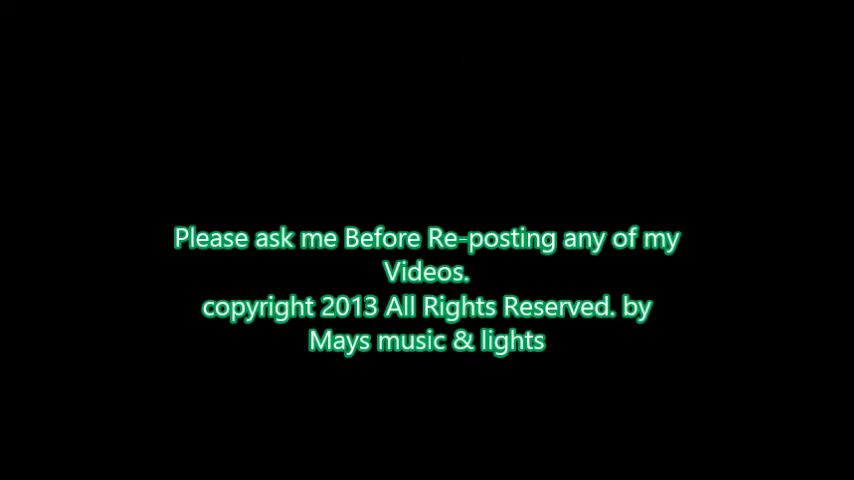 Please ask me Before Re-posting any of my
Videos.
copyright 2013 All Rights Reserved. by
Mays music & lights